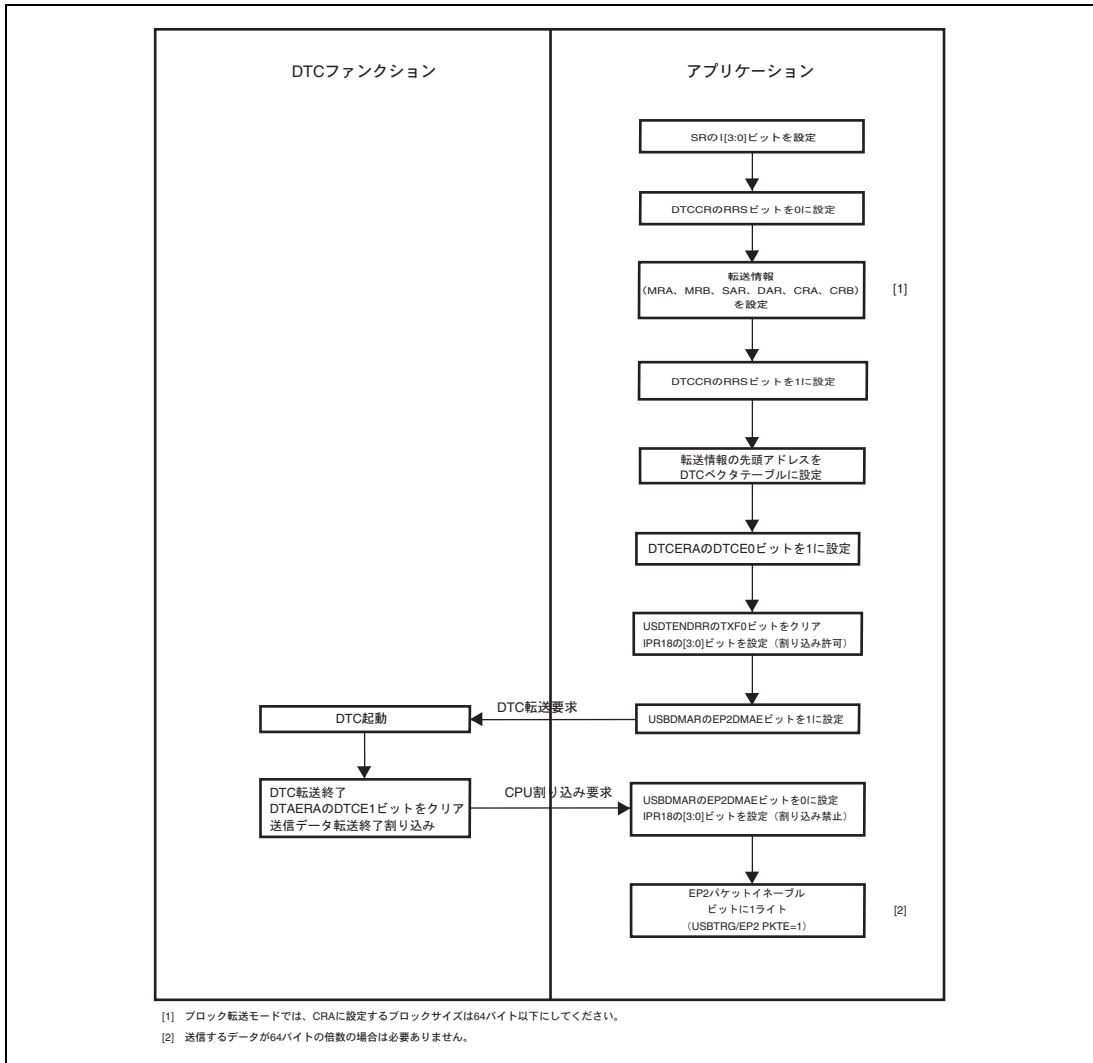 DTCファンクション
アプリケーション
SRのI[3:0]ビットを設定
DTCCRのRRSビットを0に設定
転送情報
（MRA、MRB、SAR、DAR、CRA、CRB）
を設定
[1]
DTCCRのRRSビットを1に設定
転送情報の先頭アドレスを
DTCベクタテーブルに設定
DTCERAのDTCE0ビットを1に設定
USDTENDRRのTXF0ビットをクリア
IPR18の[3:0]ビットを設定（割り込み許可）
DTC転送要求
DTC起動
USBDMARのEP2DMAEビットを1に設定
DTC転送終了
DTAERAのDTCE1ビットをクリア
送信データ転送終了割り込み
CPU割り込み要求
USBDMARのEP2DMAEビットを0に設定
IPR18の[3:0]ビットを設定（割り込み禁止）
EP2パケットイネーブル
ビットに1ライト
（USBTRG/EP2 PKTE=1）
[2]
[1] ブロック転送モードでは、CRAに設定するブロックサイズは64バイト以下にしてください。
[2] 送信するデータが64バイトの倍数の場合は必要ありません。